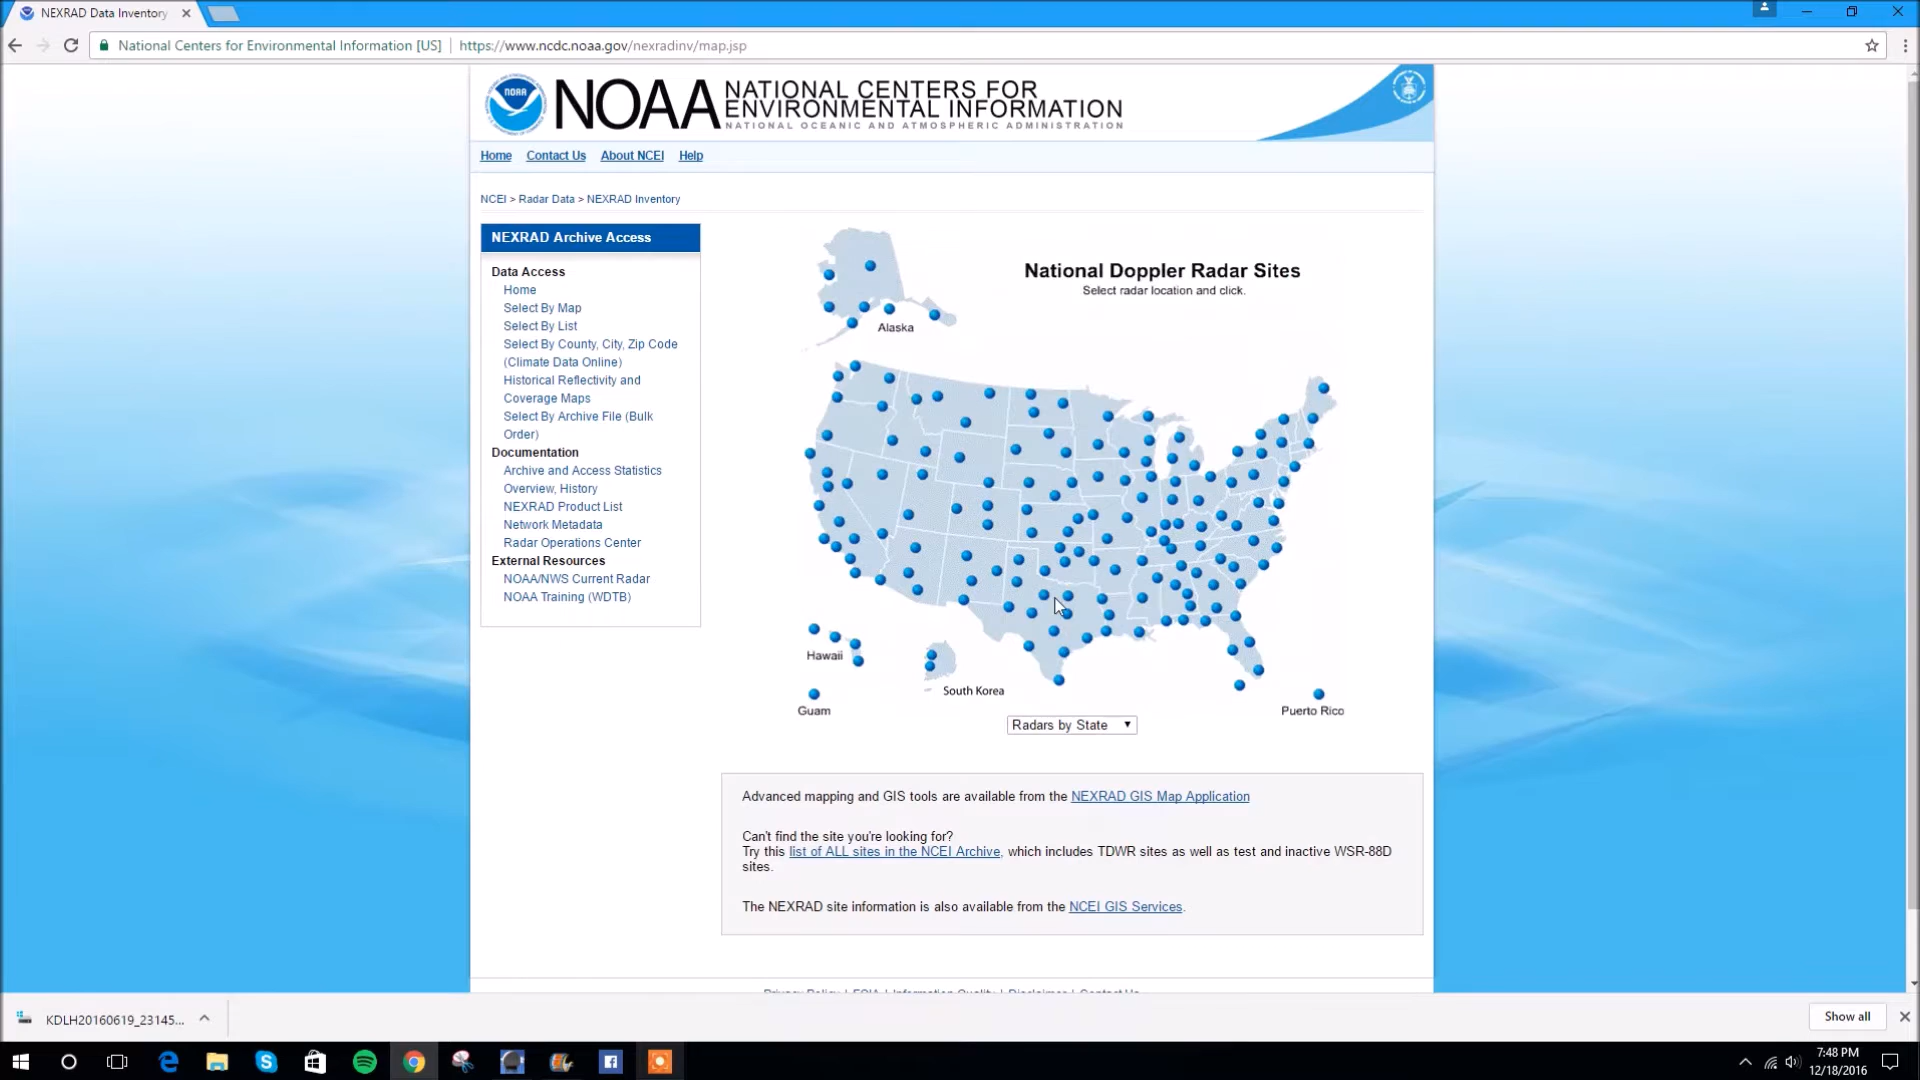 NEXRAD Data Inventory
National Centers for Environmental Information [US]
https://www.ncdc.noaa.gov/nexradinv/map.jsp
NOAA
NOAA
NATIONAL CENTERS FOR
ENVIRONMENTAL INFORMATION
NATIONAL OCEANIC AND ATMOSPHERIC ADMINISTRATION
Home Contact Us About NCEI Help
NCEI > Radar Data > NEXRAD Inventory
NEXRAD Archive Access
Data Access
Home
Select By Map
Select By List
Select By County, City, Zip Code
(Climate Data Online)
Historical Reflectivity and
Coverage Maps
Select By Archive File (Bulk
Order)
Documentation
Archive and Access Statistics
Overview, History
NEXRAD Product List
Network Metadata
Radar Operations Center
External Resources
NOAA/NWS Current Radar
NOAA Training (WDTB)
National Doppler Radar Sites
Select radar location and click.
Alaska
Hawaii
South Korea
Guam
Puerto Rico
Radars by State
Advanced mapping and GIS tools are available from the NEXRAD GIS Map Application
Can't find the site you're looking for?
Try this list of ALL sites in the NCEI Archive, which includes TDWR sites as well as test and inactive WSR-88D
sites.
The NEXRAD site information is also available from the NCEI GIS Services.
Privacy Policy | FOIA | Information Quality | Disclaimer | Contact Us
KDLH20160619_23145...
Show all
7:48 PM
12/18/2016